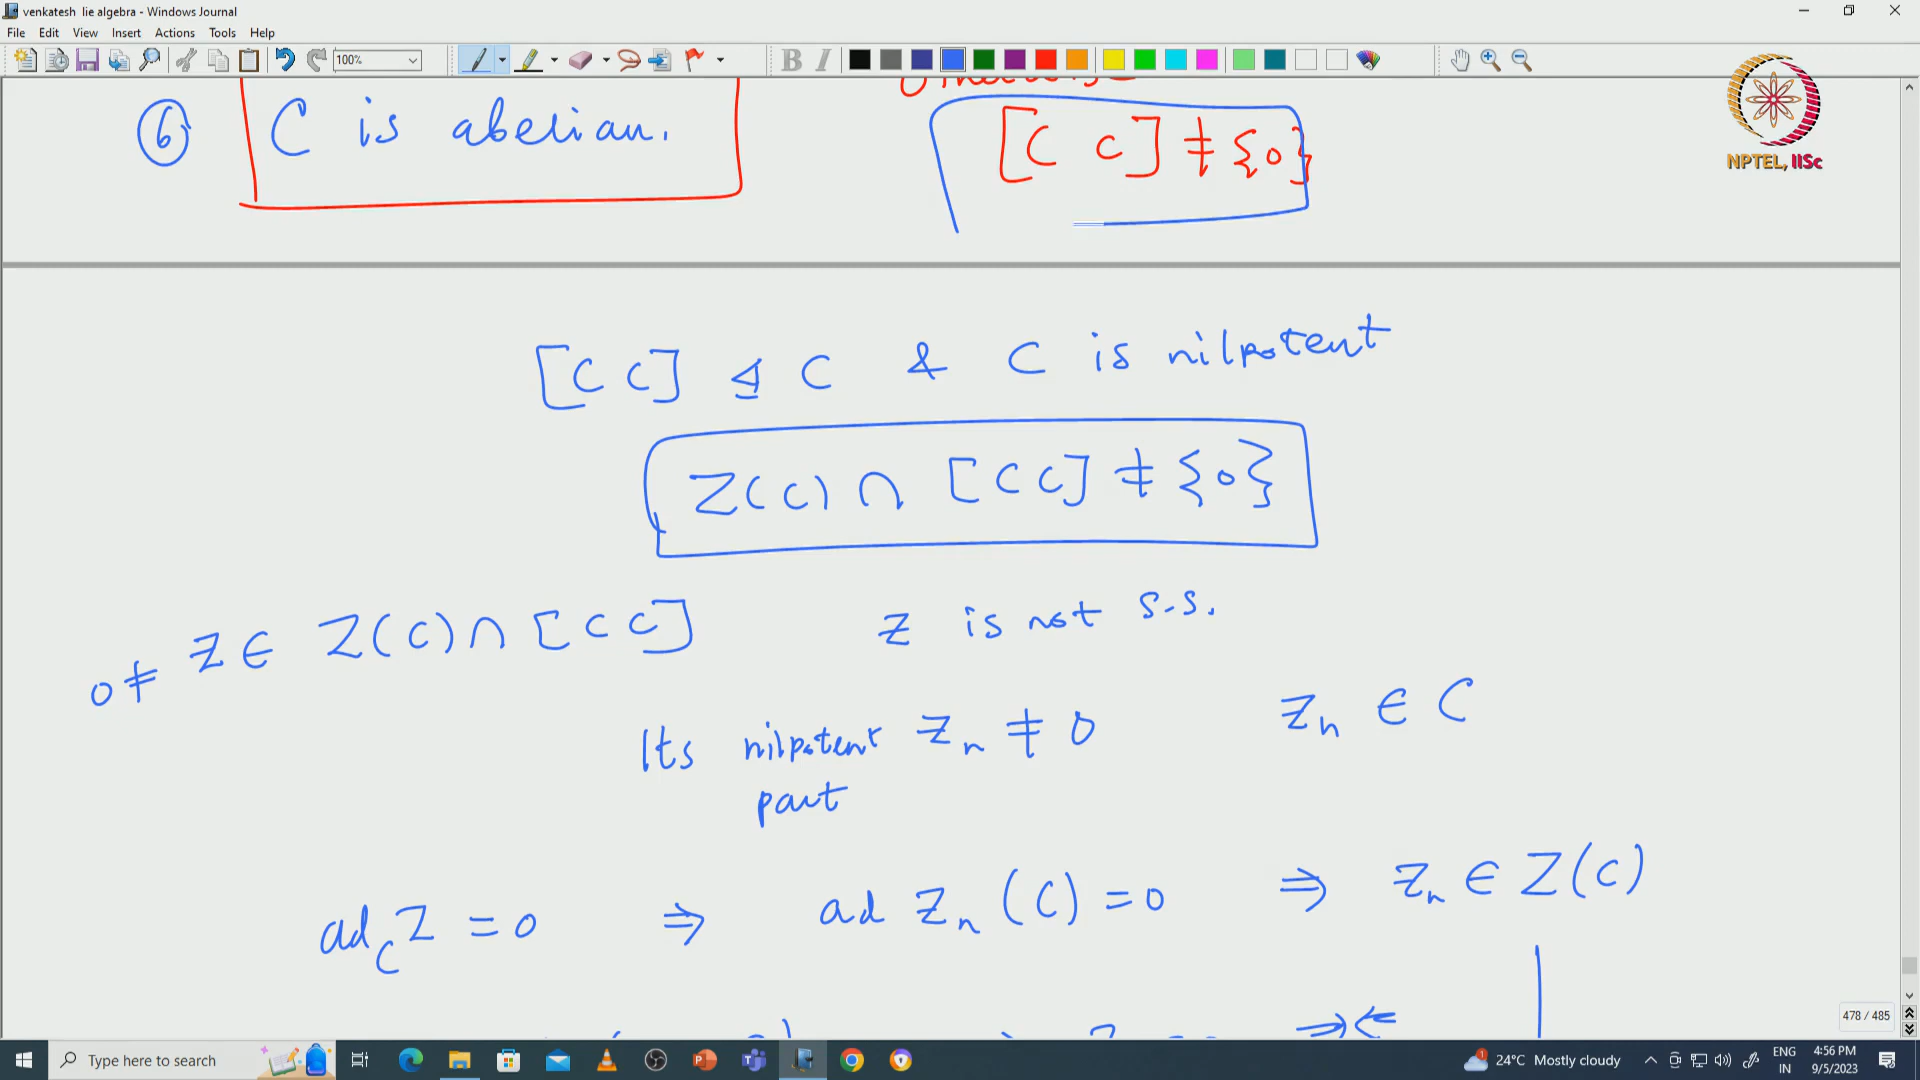 venkatesh lie algebra - Windows Journal
File Edit View Insert Actions Tools Help
100%
B I
NPTEL, IISc
⑥ C is abelian.
[C C] ≠ {0}
[C C] ⊴ C & C is nilpotent
Z(C) ∩ [C C] ≠ {0}
0 ≠ Z ∈ Z(C) ∩ [C C] Z is not s.s.
Its nilpotent part Z_n ≠ 0 Z_n ∈ C
ad_C Z = 0 ⇒ ad Z_n (C) = 0 ⇒ Z_n ∈ Z(C)
⇒⇐
478 / 485
Type here to search
24°C Mostly cloudy
ENG
IN
4:56 PM
9/5/2023